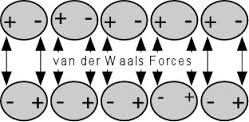 + - + - + - + - + -
van der Waals Forces
- + - + - + - + - +